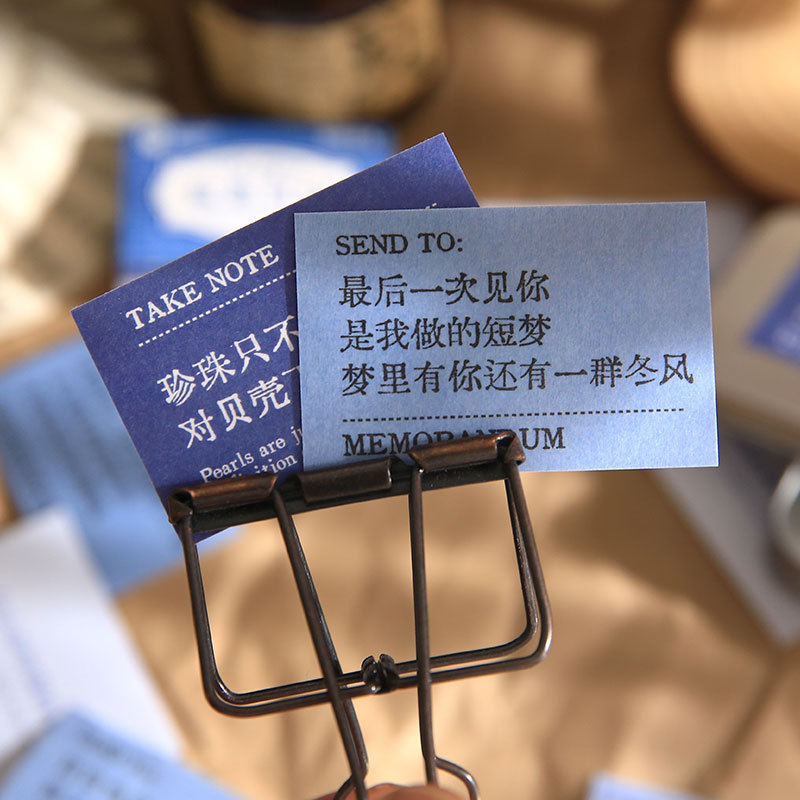 SEND TO:
最后一次见你
是我做的短梦
梦里有你还有一群冬风
MEMORANDUM
TAKE NOTE
珍珠只不
对贝壳
Pearls are